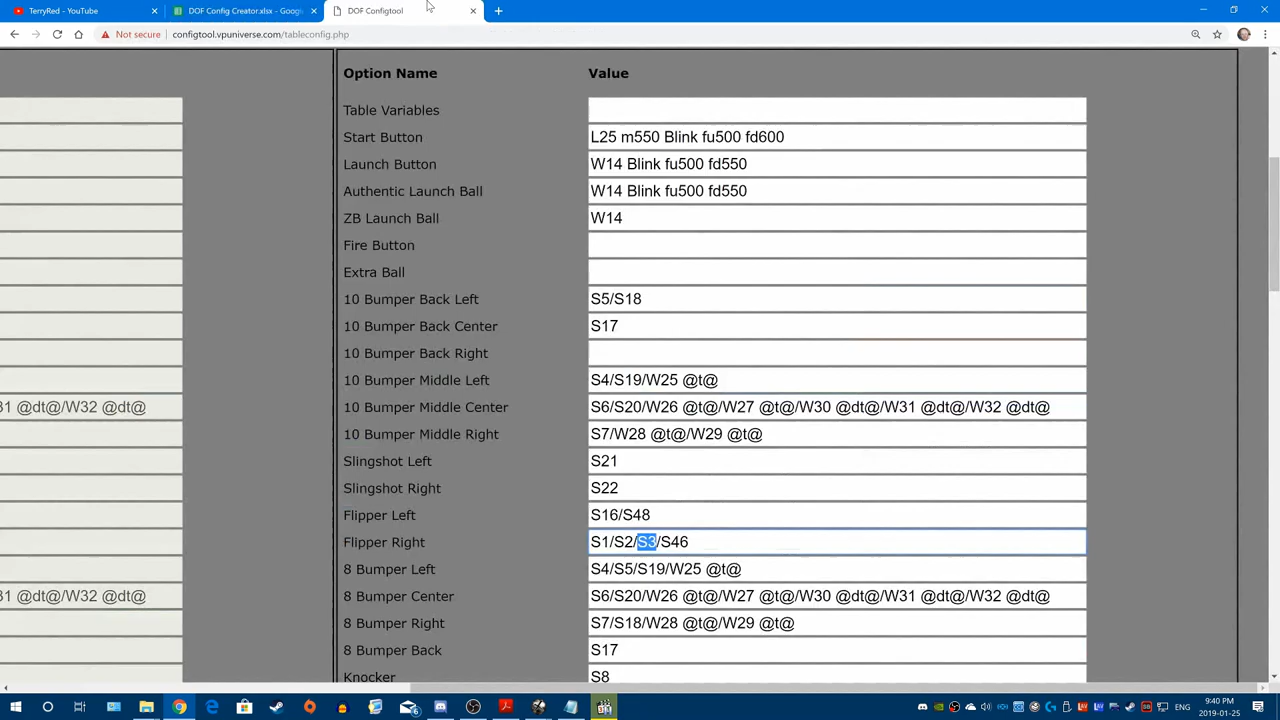 TerryRed - YouTube
DOF Config Creator.xlsx - Goog
DOF Configtool
Not secure | configtool.vpuniverse.com/tableconfig.php
Option Name Value
Table Variables
Start Button L25 m550 Blink fu500 fd600
Launch Button W14 Blink fu500 fd550
Authentic Launch Ball W14 Blink fu500 fd550
ZB Launch Ball W14
Fire Button
Extra Ball
10 Bumper Back Left S5/S18
10 Bumper Back Center S17
10 Bumper Back Right
10 Bumper Middle Left S4/S19/W25 @t@
31 @dt@/W32 @dt@ 10 Bumper Middle Center S6/S20/W26 @t@/W27 @t@/W30 @dt@/W31 @dt@/W32 @dt@
10 Bumper Middle Right S7/W28 @t@/W29 @t@
Slingshot Left S21
Slingshot Right S22
Flipper Left S16/S48
Flipper Right S1/S2/S3/S46
8 Bumper Left S4/S5/S19/W25 @t@
31 @dt@/W32 @dt@ 8 Bumper Center S6/S20/W26 @t@/W27 @t@/W30 @dt@/W31 @dt@/W32 @dt@
8 Bumper Right S7/S18/W28 @t@/W29 @t@
8 Bumper Back S17
Knocker S8
9:40 PM
2019-01-25